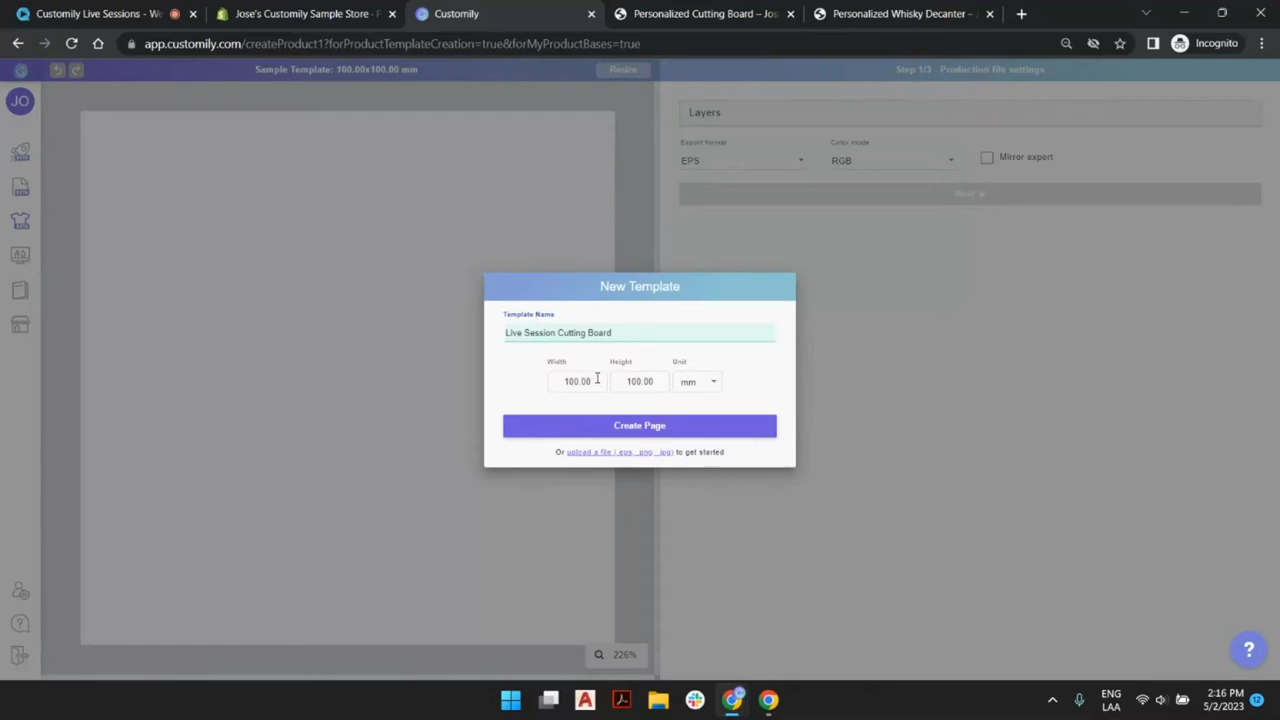 Customily Live Sessions - We
Jose's Customily Sample Store · P
Customily
Personalized Cutting Board – Jos
Personalized Whisky Decanter –
app.customily.com/createProduct1?forProductTemplateCreation=true&forMyProductBases=true
Incognito
Sample Template: 100.00x100.00 mm
Resize
Step 1/3 - Production file settings
JO
Layers
Export format
Color mode
EPS
RGB
Mirror export
Next
New Template
Template Name
Live Session Cutting Board
Width
Height
Unit
100.00
100.00
mm
Create Page
Or upload a file (.eps, .png, .jpg) to get started
226%
?
ENG
LAA
2:16 PM
5/2/2023
12